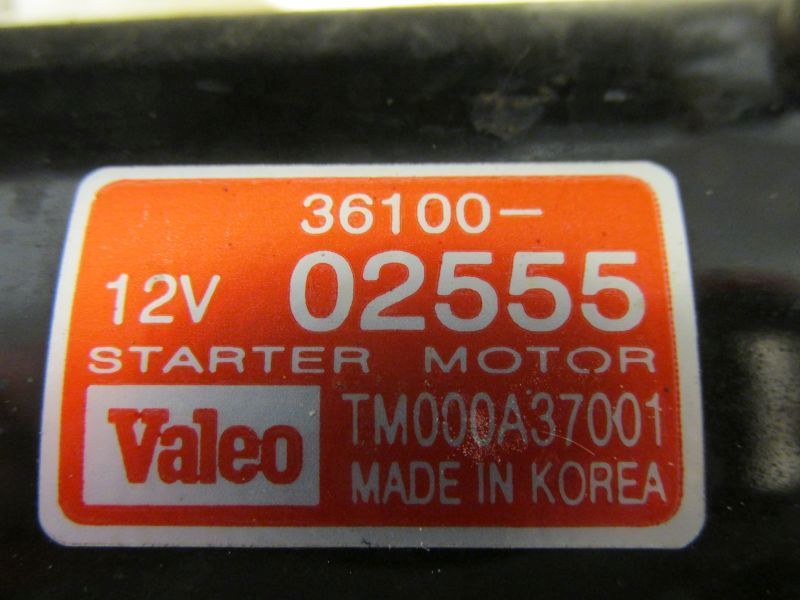 36100-
12V 02555
STARTER MOTOR
Valeo TM000A37001
MADE IN KOREA